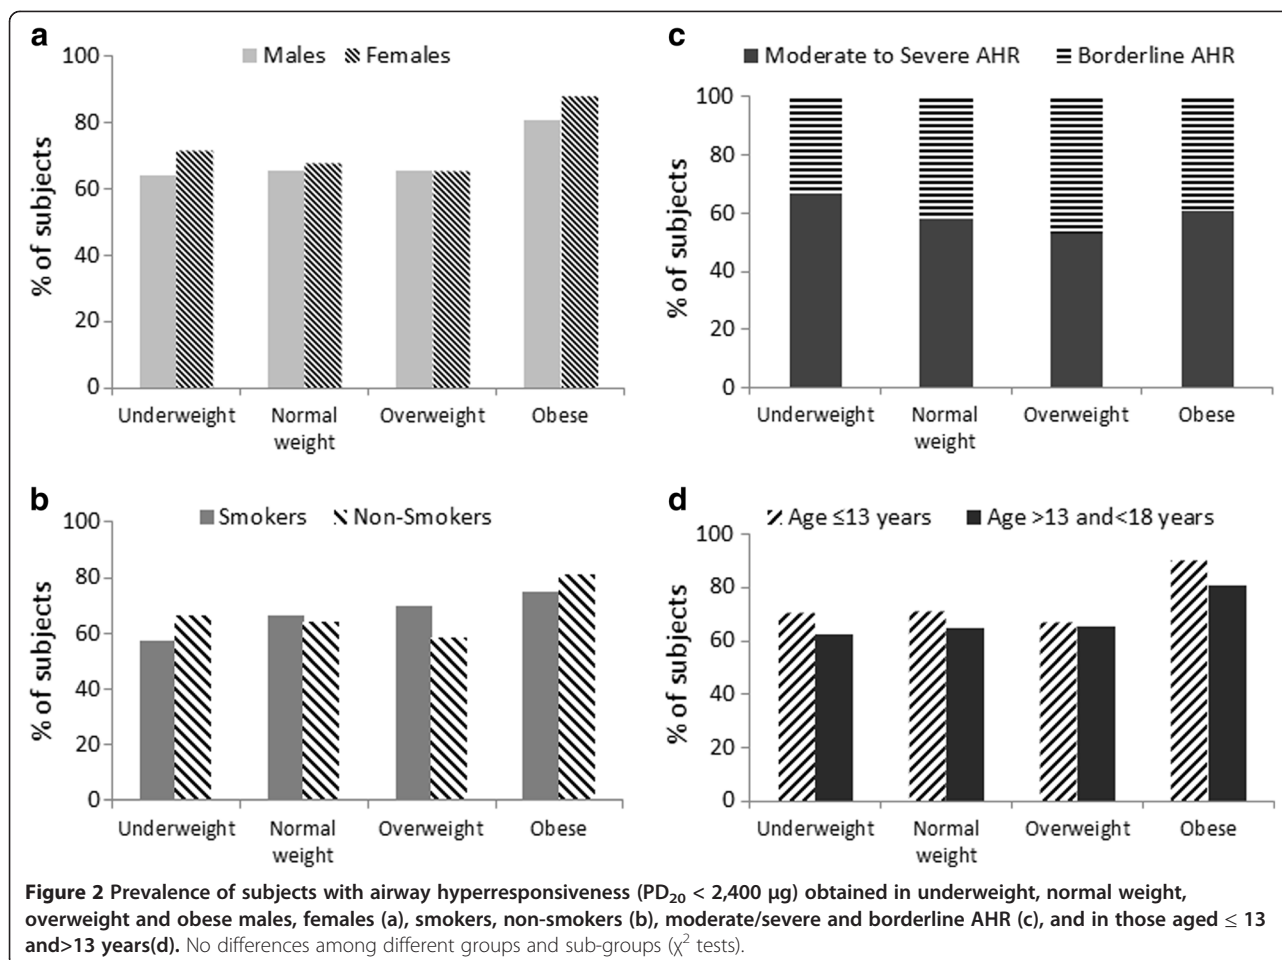 a
Males Females
% of subjects
100
80
60
40
20
0
Underweight Normal weight Overweight Obese
c
Moderate to Severe AHR Borderline AHR
% of subjects
100
80
60
40
20
0
Underweight Normal weight Overweight Obese
b
Smokers Non-Smokers
% of subjects
100
80
60
40
20
0
Underweight Normal weight Overweight Obese
d
Age ≤13 years Age >13 and<18 years
% of subjects
100
80
60
40
20
0
Underweight Normal weight Overweight Obese
Figure 2 Prevalence of subjects with airway hyperresponsiveness (PD₂₀ < 2,400 μg) obtained in underweight, normal weight,
overweight and obese males, females (a), smokers, non-smokers (b), moderate/severe and borderline AHR (c), and in those aged ≤ 13
and>13 years(d). No differences among different groups and sub-groups (χ² tests).